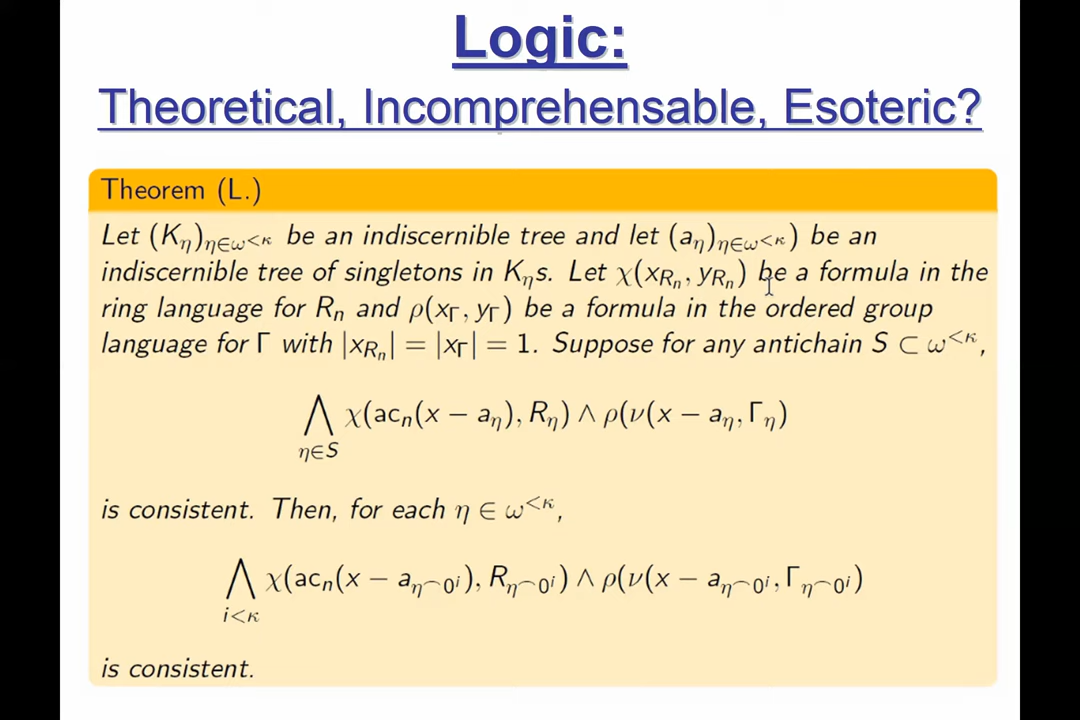 Logic:
Theoretical, Incomprehensable, Esoteric?
Theorem (L.)
Let (K_η)_{η∈ω^{<κ}} be an indiscernible tree and let (a_η)_{η∈ω^{<κ}}) be an
indiscernible tree of singletons in K_ηs. Let χ(x_{R_n}, y_{R_n}) be a formula in the
ring language for R_n and ρ(x_Γ, y_Γ) be a formula in the ordered group
language for Γ with |x_{R_n}| = |x_Γ| = 1. Suppose for any antichain S ⊂ ω^{<κ},
⋀_{η∈S} χ(ac_n(x − a_η), R_η) ∧ ρ(ν(x − a_η, Γ_η)
is consistent. Then, for each η ∈ ω^{<κ},
⋀_{i<κ} χ(ac_n(x − a_{η⌢0^i}), R_{η⌢0^i}) ∧ ρ(ν(x − a_{η⌢0^i}, Γ_{η⌢0^i})
is consistent.